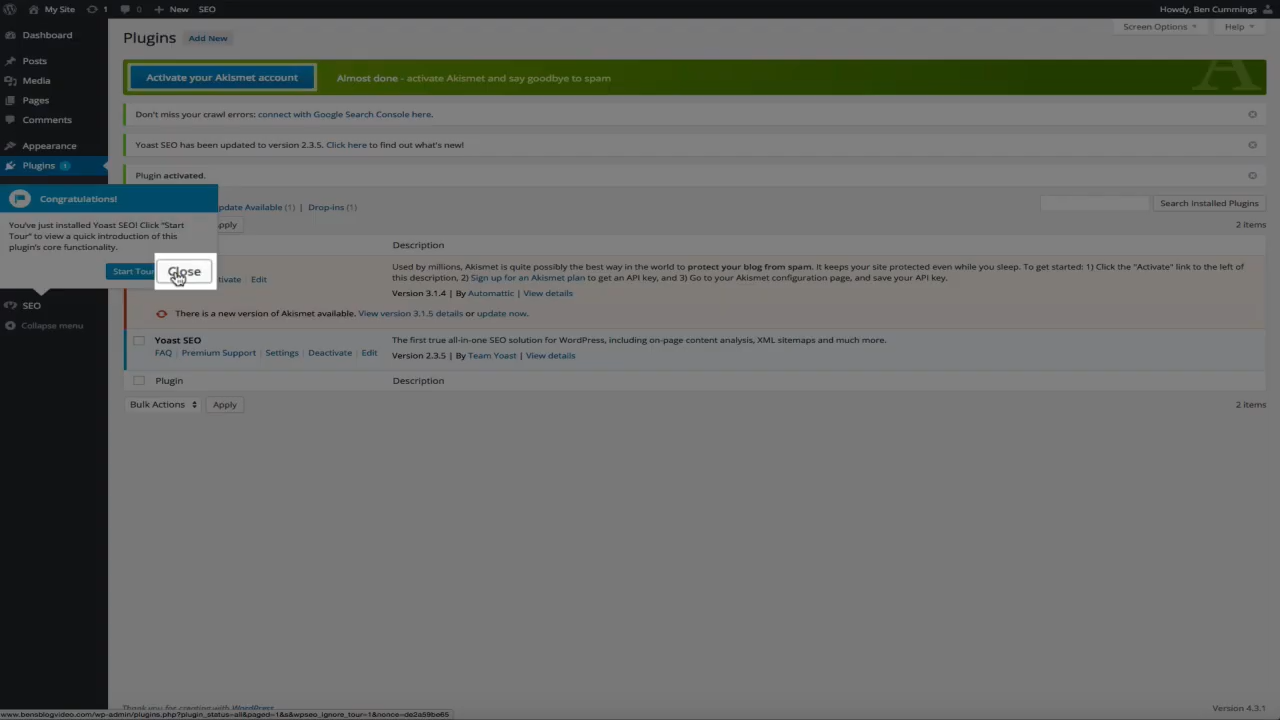 My Site 1 0 New SEO Howdy, Ben Cummings
Screen Options Help
Dashboard
Posts
Media
Pages
Comments
Appearance
Plugins 1
SEO
Collapse menu
Plugins Add New
Activate your Akismet account Almost done - activate Akismet and say goodbye to spam
Don't miss your crawl errors: connect with Google Search Console here.
Yoast SEO has been updated to version 2.3.5. Click here to find out what's new!
Plugin activated.
Congratulations!
You've just installed Yoast SEO! Click "Start
Tour" to view a quick introduction of this
plugin's core functionality.
Start Tour Close
pdate Available (1) | Drop-ins (1)
Search Installed Plugins
pply
2 items
Description
ivate | Edit
Used by millions, Akismet is quite possibly the best way in the world to protect your blog from spam. It keeps your site protected even while you sleep. To get started: 1) Click the "Activate" link to the left of
this description, 2) Sign up for an Akismet plan to get an API key, and 3) Go to your Akismet configuration page, and save your API key.
Version 3.1.4 | By Automattic | View details
There is a new version of Akismet available. View version 3.1.5 details or update now.
Yoast SEO
FAQ | Premium Support | Settings | Deactivate | Edit
The first true all-in-one SEO solution for WordPress, including on-page content analysis, XML sitemaps and much more.
Version 2.3.5 | By Team Yoast | View details
Plugin Description
Bulk Actions Apply
2 items
Thank you for creating with WordPress.
Version 4.3.1
www.bensblogvideo.com/wp-admin/plugins.php?plugin_status=all&paged=1&s&wpseo_ignore_tour=1&nonce=de2a59be65